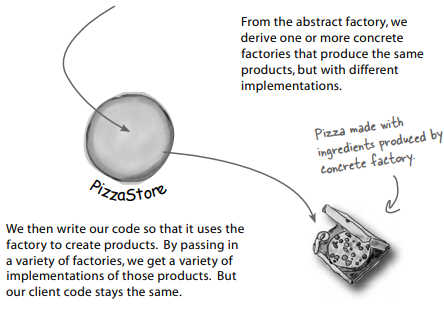 From the abstract factory, we
derive one or more concrete
factories that produce the same
products, but with different
implementations.
Pizza made with
ingredients produced by
concrete factory.
PizzaStore
We then write our code so that it uses the
factory to create products.  By passing in
a variety of factories, we get a variety of
implementations of those products.  But
our client code stays the same.